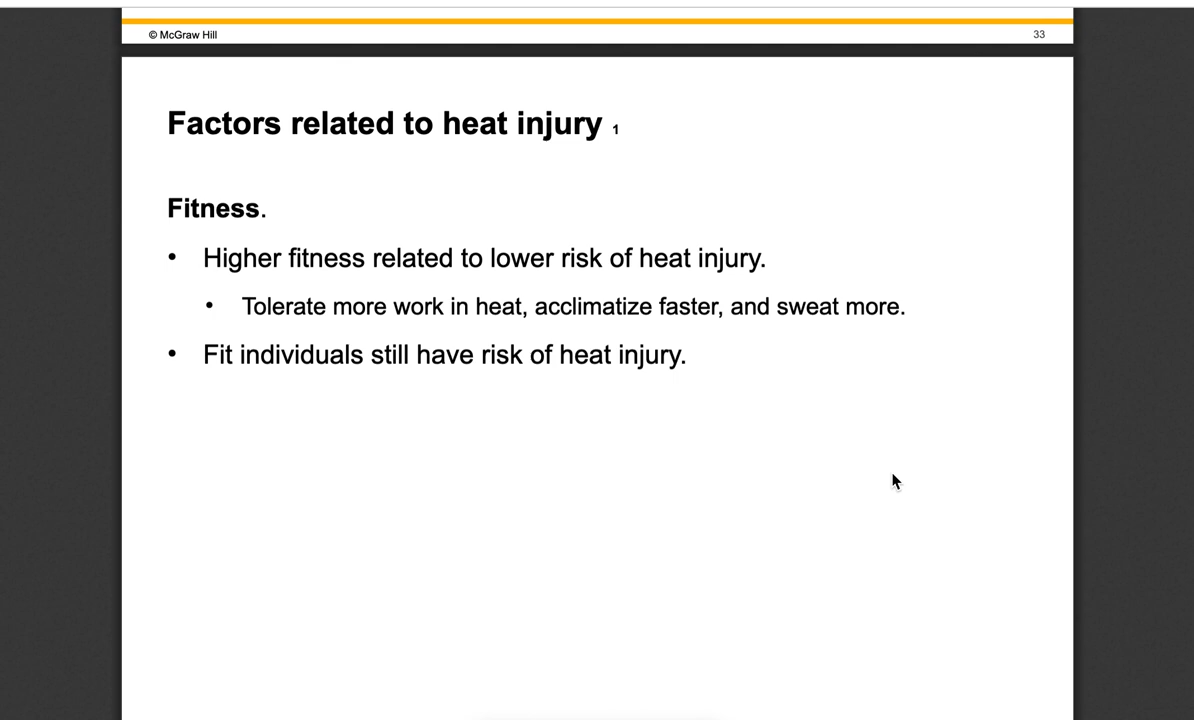 © McGraw Hill 33
Factors related to heat injury 1
Fitness.
• Higher fitness related to lower risk of heat injury.
• Tolerate more work in heat, acclimatize faster, and sweat more.
• Fit individuals still have risk of heat injury.